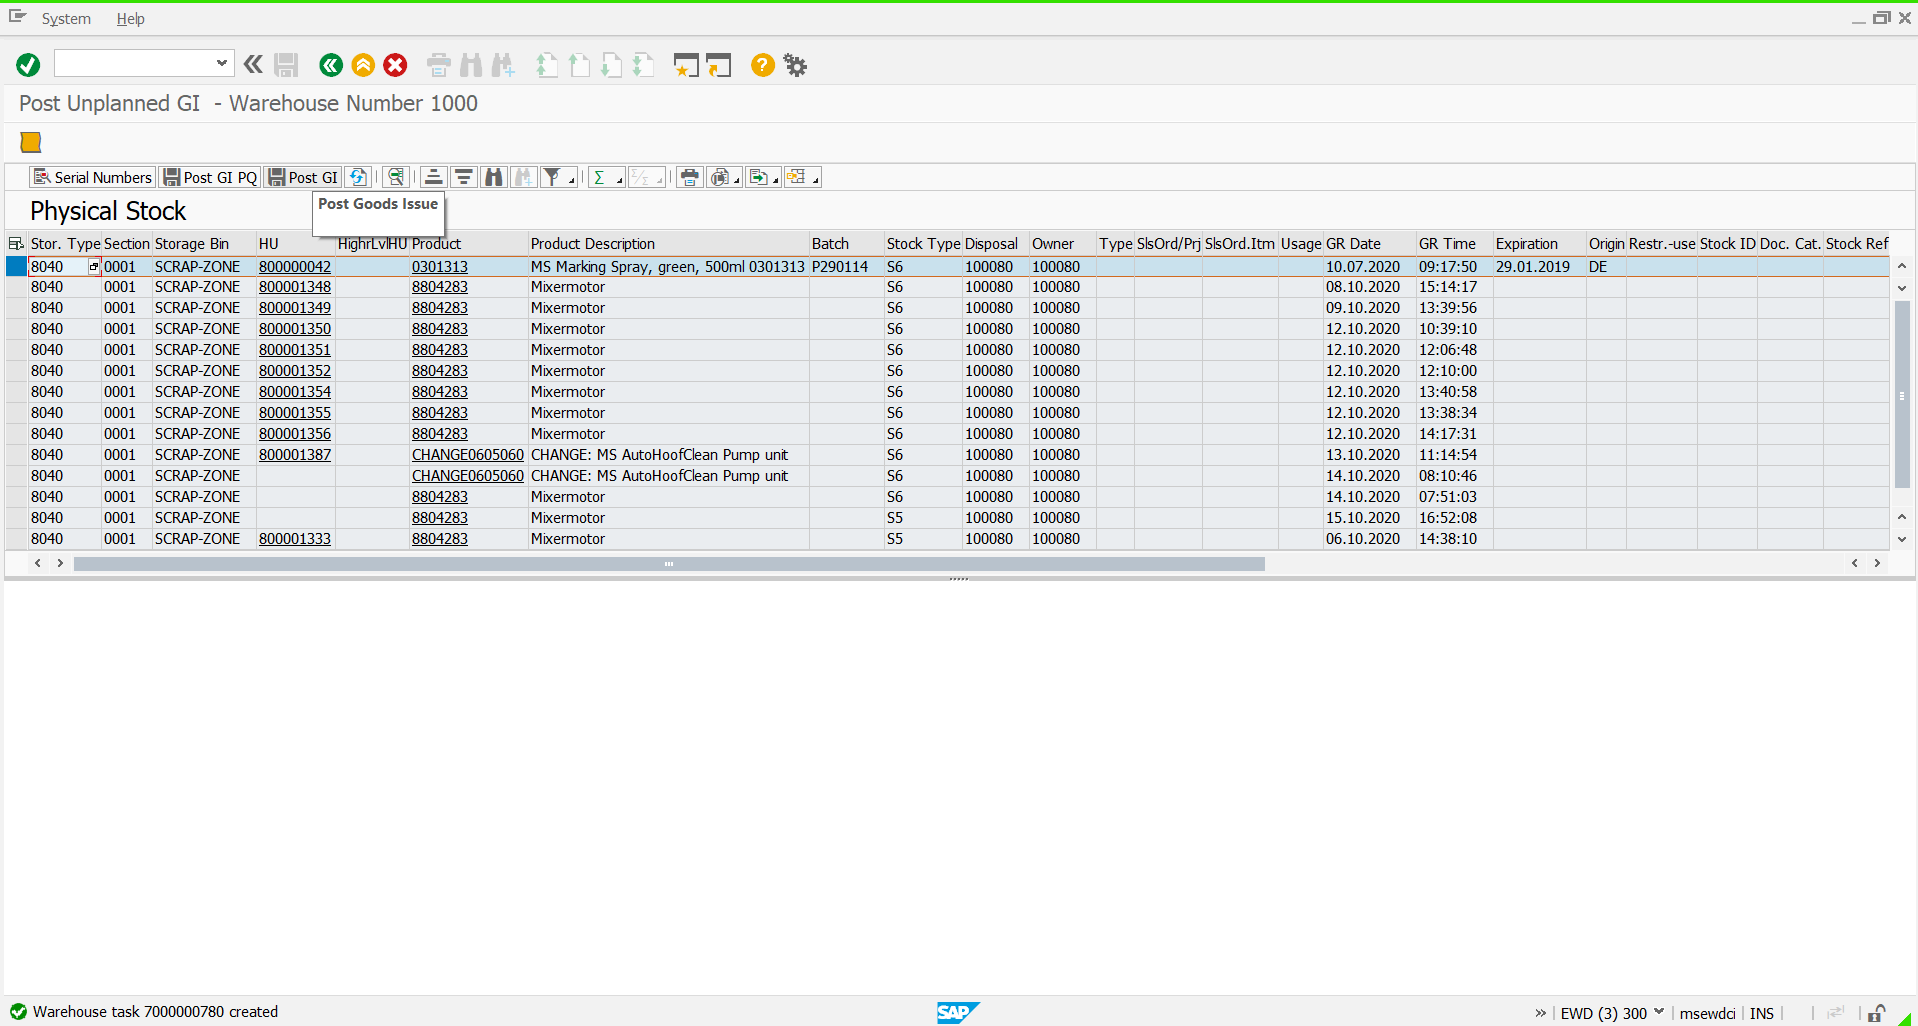 System Help
Post Unplanned GI - Warehouse Number 1000
Serial Numbers Post GI PQ Post GI
Physical Stock
Post Goods Issue
Stor. Type Section Storage Bin HU HighrLvlHU Product Product Description Batch Stock Type Disposal Owner Type SlsOrd/Prj SlsOrd.Itm Usage GR Date GR Time Expiration Origin Restr.-use Stock ID Doc. Cat. Stock Ref
8040 0001 SCRAP-ZONE 800000042 0301313 MS Marking Spray, green, 500ml 0301313 P290114 S6 100080 100080 10.07.2020 09:17:50 29.01.2019 DE
8040 0001 SCRAP-ZONE 800001348 8804283 Mixermotor S6 100080 100080 08.10.2020 15:14:17
8040 0001 SCRAP-ZONE 800001349 8804283 Mixermotor S6 100080 100080 09.10.2020 13:39:56
8040 0001 SCRAP-ZONE 800001350 8804283 Mixermotor S6 100080 100080 12.10.2020 10:39:10
8040 0001 SCRAP-ZONE 800001351 8804283 Mixermotor S6 100080 100080 12.10.2020 12:06:48
8040 0001 SCRAP-ZONE 800001352 8804283 Mixermotor S6 100080 100080 12.10.2020 12:10:00
8040 0001 SCRAP-ZONE 800001354 8804283 Mixermotor S6 100080 100080 12.10.2020 13:40:58
8040 0001 SCRAP-ZONE 800001355 8804283 Mixermotor S6 100080 100080 12.10.2020 13:38:34
8040 0001 SCRAP-ZONE 800001356 8804283 Mixermotor S6 100080 100080 12.10.2020 14:17:31
8040 0001 SCRAP-ZONE 800001387 CHANGE0605060 CHANGE: MS AutoHoofClean Pump unit S6 100080 100080 13.10.2020 11:14:54
8040 0001 SCRAP-ZONE CHANGE0605060 CHANGE: MS AutoHoofClean Pump unit S6 100080 100080 14.10.2020 08:10:46
8040 0001 SCRAP-ZONE 8804283 Mixermotor S6 100080 100080 14.10.2020 07:51:03
8040 0001 SCRAP-ZONE 8804283 Mixermotor S5 100080 100080 15.10.2020 16:52:08
8040 0001 SCRAP-ZONE 800001333 8804283 Mixermotor S5 100080 100080 06.10.2020 14:38:10
Warehouse task 7000000780 created SAP EWD (3) 300 msewdci INS